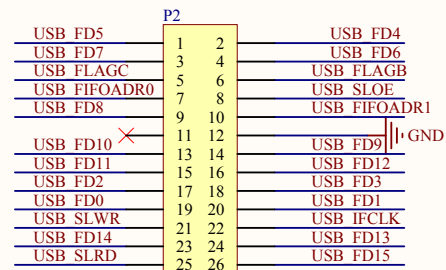 P2
USB_FD5 1 2 USB_FD4
USB_FD7 3 4 USB_FD6
USB_FLAGC 5 6 USB_FLAGB
USB_FIFOADR0 7 8 USB_SLOE
USB_FD8 9 10 USB_FIFOADR1
11 12 GND
USB_FD10 13 14 USB_FD9
USB_FD11 15 16 USB_FD12
USB_FD2 17 18 USB_FD3
USB_FD0 19 20 USB_FD1
USB_SLWR 21 22 USB_IFCLK
USB_FD14 23 24 USB_FD13
USB_SLRD 25 26 USB_FD15